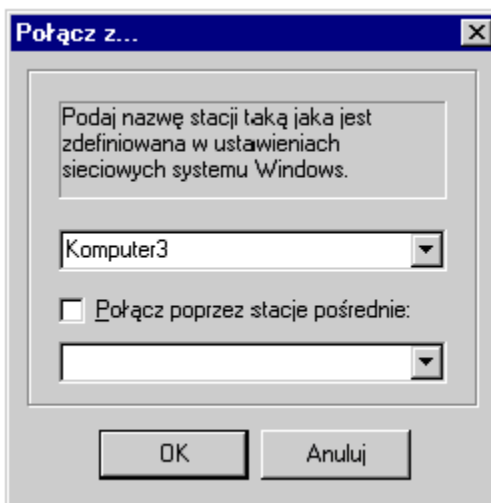 Połącz z...
Podaj nazwę stacji taką jaka jest
zdefiniowana w ustawieniach
sieciowych systemu Windows.
Komputer3
Połącz poprzez stacje pośrednie:
OK
Anuluj